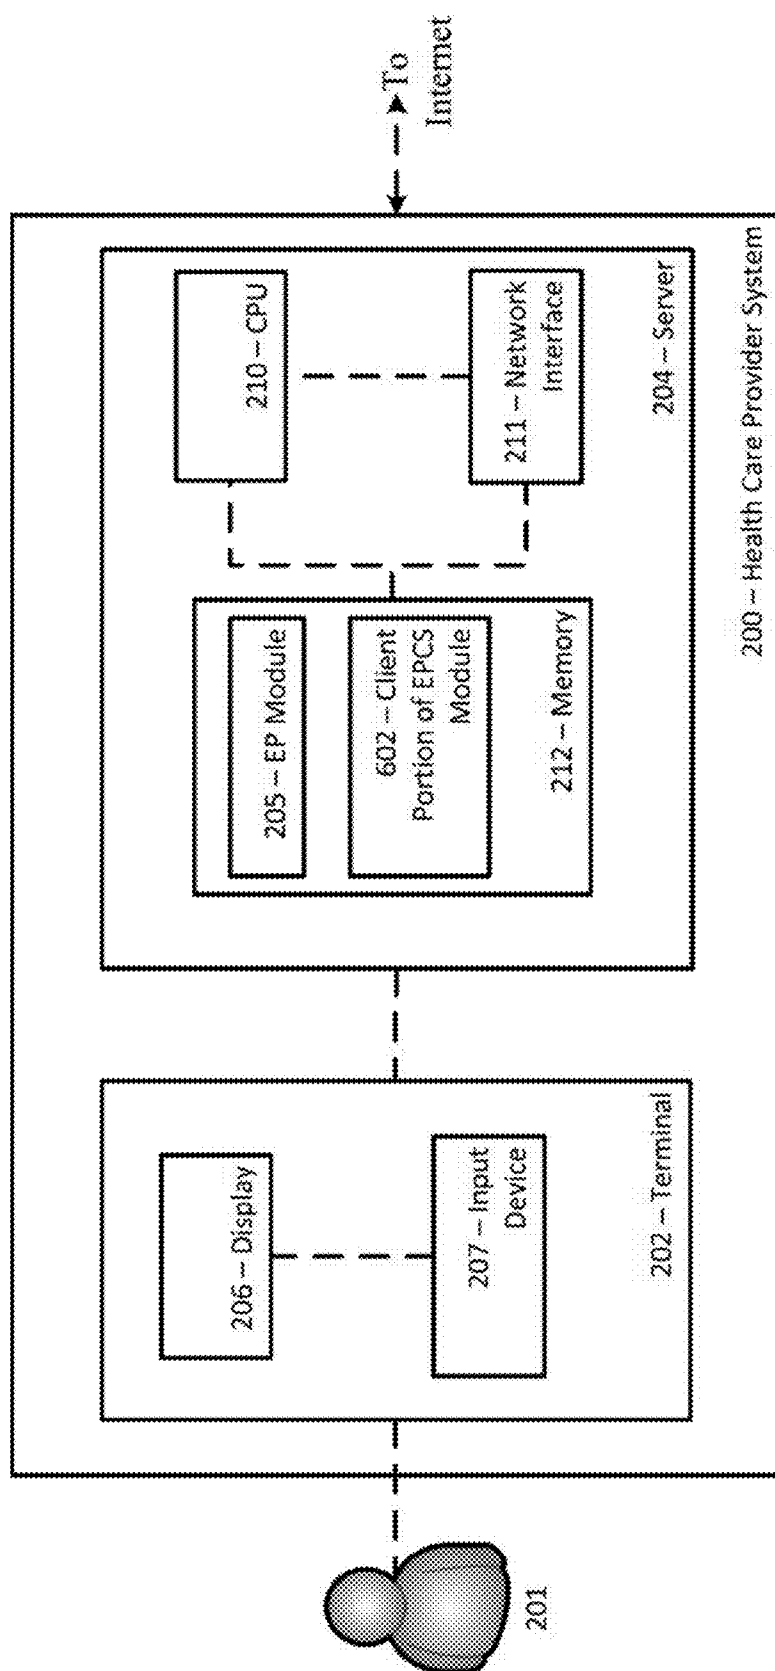 201
206 – Display
207 – Input
Device
202 – Terminal
205 – EP Module
602 – Client
Portion of EPCS
Module
212 – Memory
210 – CPU
211 – Network
Interface
204 – Server
200 – Health Care Provider System
To
Internet